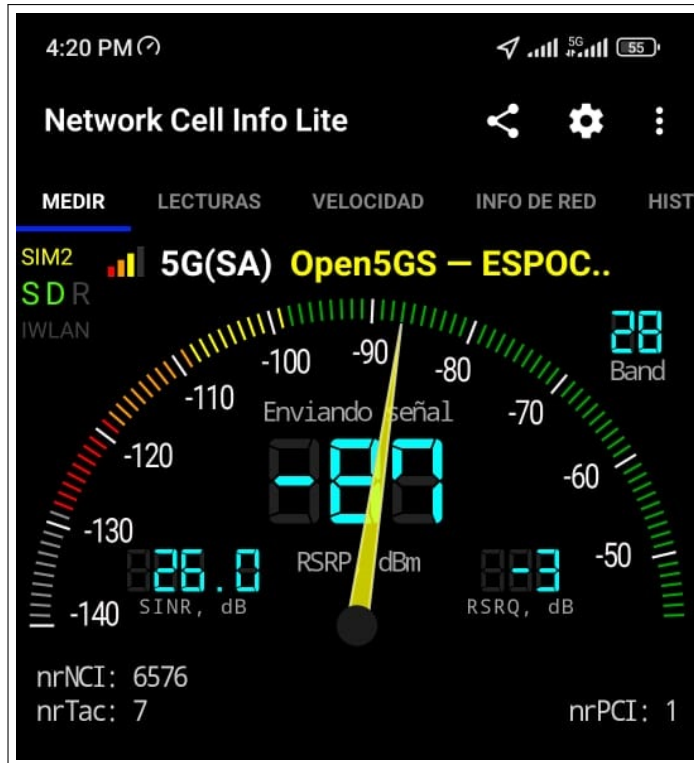 4:20 PM 5G 55
Network Cell Info Lite
MEDIR LECTURAS VELOCIDAD INFO DE RED HIST
SIM2 5G(SA) Open5GS — ESPOC..
SDR
IWLAN
28
Band
-140 -130 -120 -110 -100 -90 -80 -70 -60 -50
Enviando señal
-87
RSRP, dBm
26.0
SINR, dB
-3
RSRQ, dB
nrNCI: 6576
nrTac: 7 nrPCI: 1